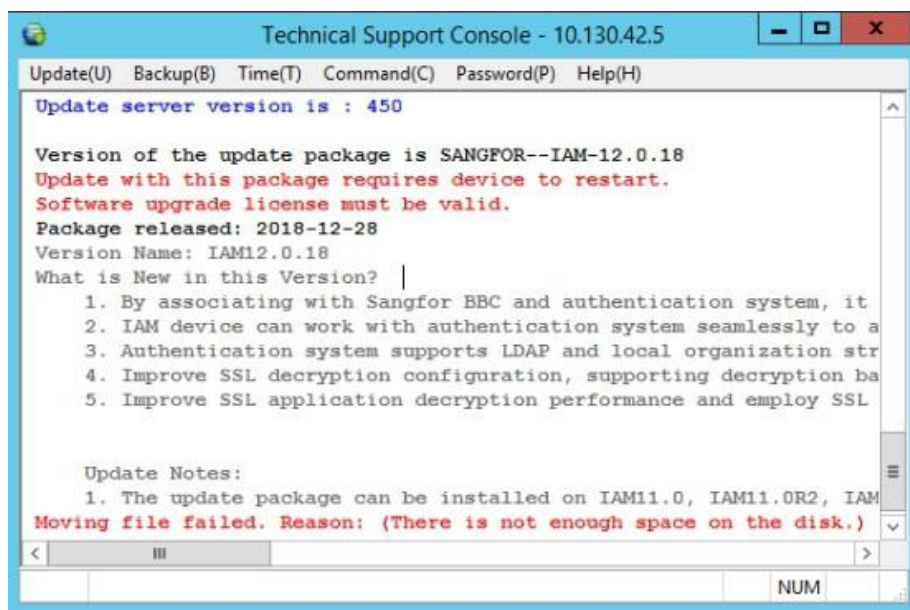 Technical Support Console - 10.130.42.5
Update(U) Backup(B) Time(T) Command(C) Password(P) Help(H)
Update server version is : 450
Version of the update package is SANGFOR--IAM-12.0.18
Update with this package requires device to restart.
Software upgrade license must be valid.
Package released: 2018-12-28
Version Name: IAM12.0.18
What is New in this Version?
1. By associating with Sangfor BBC and authentication system, it
2. IAM device can work with authentication system seamlessly to a
3. Authentication system supports LDAP and local organization str
4. Improve SSL decryption configuration, supporting decryption ba
5. Improve SSL application decryption performance and employ SSL
Update Notes:
1. The update package can be installed on IAM11.0, IAM11.0R2, IAM
Moving file failed. Reason: (There is not enough space on the disk.)
NUM